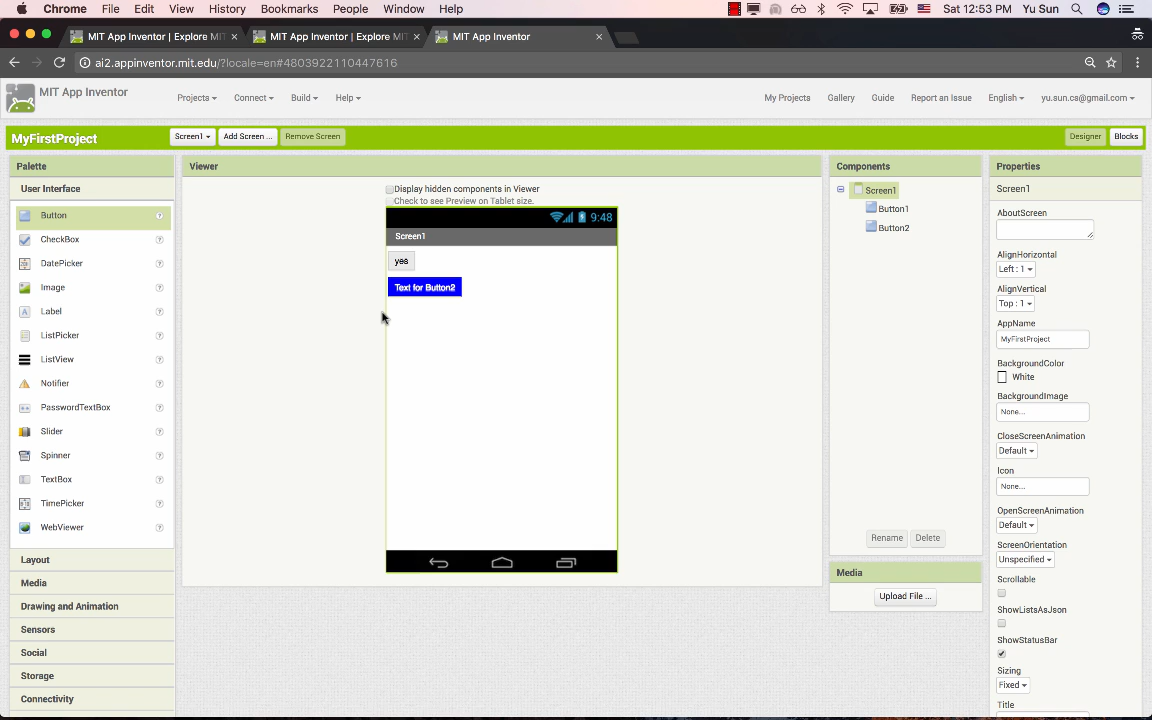 Chrome File Edit View History Bookmarks People Window Help Sat 12:53 PM Yu Sun
MIT App Inventor | Explore MIT × MIT App Inventor | Explore MIT × MIT App Inventor ×
ai2.appinventor.mit.edu/?locale=en#4803922110447616
MIT App Inventor
Projects Connect Build Help My Projects Gallery Guide Report an Issue English yu.sun.cs@gmail.com
MyFirstProject Screen1 Add Screen ... Remove Screen Designer Blocks
Palette
User Interface
Button ?
CheckBox ?
DatePicker ?
Image ?
Label ?
ListPicker ?
ListView ?
Notifier ?
PasswordTextBox ?
Slider ?
Spinner ?
TextBox ?
TimePicker ?
WebViewer ?
Layout
Media
Drawing and Animation
Sensors
Social
Storage
Connectivity
Viewer
Display hidden components in Viewer
Check to see Preview on Tablet size.
9:48
Screen1
yes
Text for Button2
Components
Screen1
Button1
Button2
Rename Delete
Media
Upload File ...
Properties
Screen1
AboutScreen
AlignHorizontal
Left : 1
AlignVertical
Top : 1
AppName
MyFirstProject
BackgroundColor
White
BackgroundImage
None...
CloseScreenAnimation
Default
Icon
None...
OpenScreenAnimation
Default
ScreenOrientation
Unspecified
Scrollable
ShowListsAsJson
ShowStatusBar
Sizing
Fixed
Title